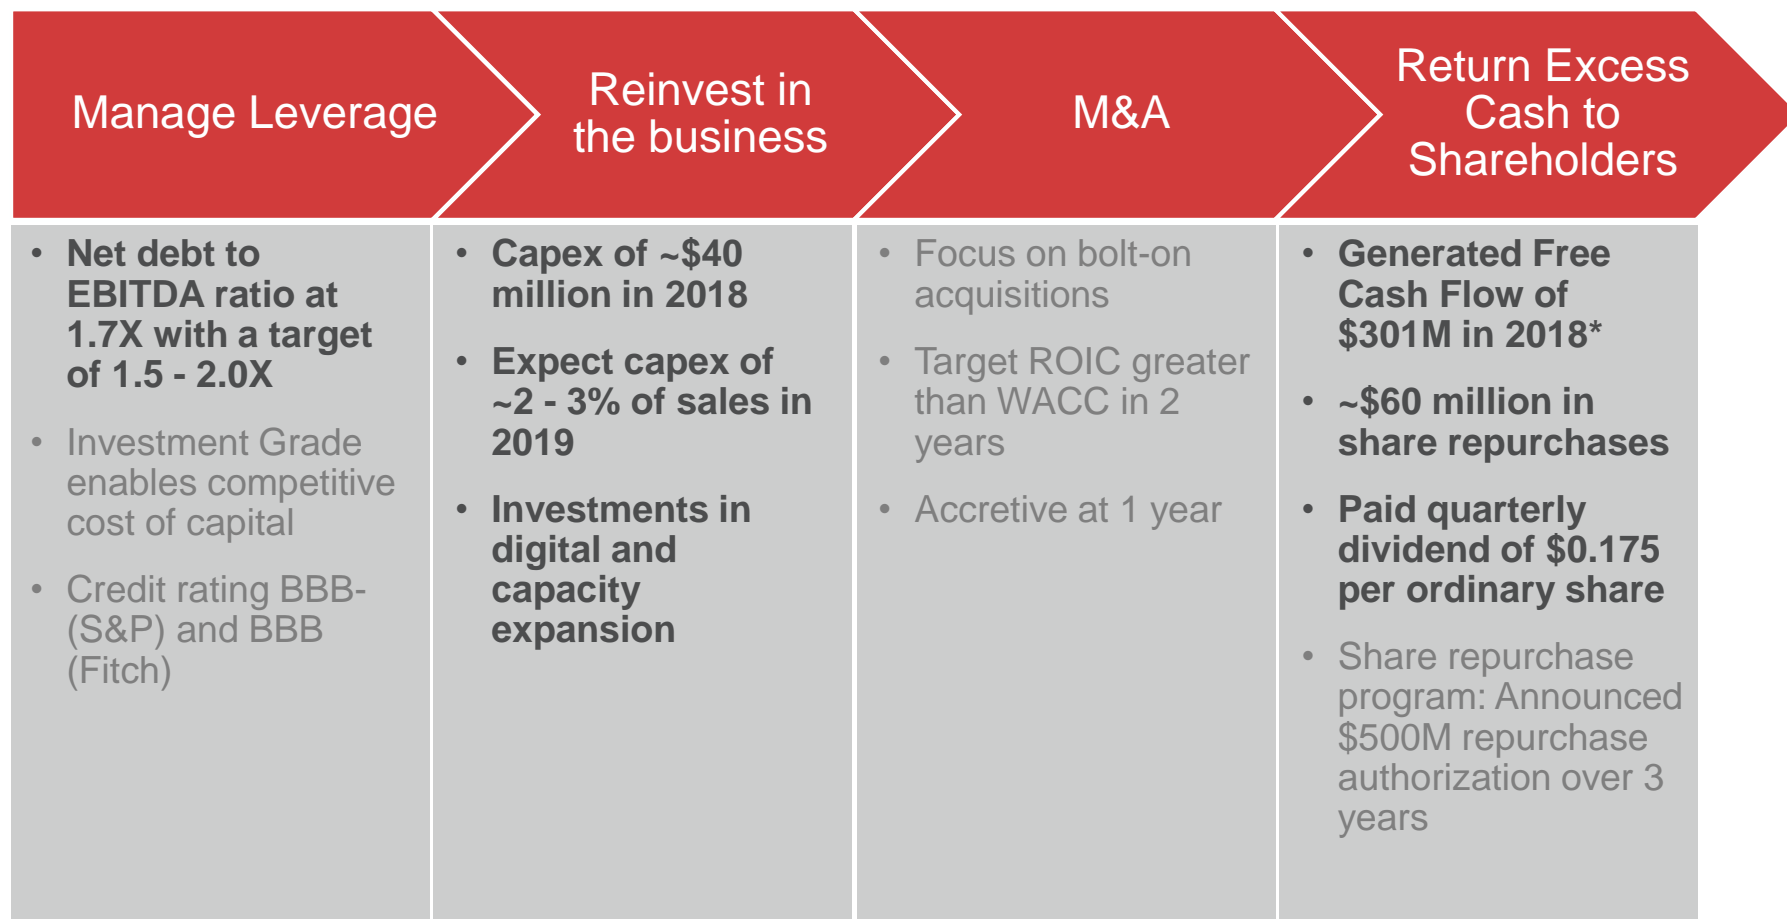 Manage Leverage
Reinvest in
the business
M&A
Return Excess
Cash to
Shareholders
• Net debt to
EBITDA ratio at
1.7X with a target
of 1.5 - 2.0X
• Investment Grade
enables competitive
cost of capital
• Credit rating BBB-
(S&P) and BBB
(Fitch)
• Capex of ~$40
million in 2018
• Expect capex of
~2 - 3% of sales in
2019
• Investments in
digital and
capacity
expansion
• Focus on bolt-on
acquisitions
• Target ROIC greater
than WACC in 2
years
• Accretive at 1 year
• Generated Free
Cash Flow of
$301M in 2018*
• ~$60 million in
share repurchases
• Paid quarterly
dividend of $0.175
per ordinary share
• Share repurchase
program: Announced
$500M repurchase
authorization over 3
years